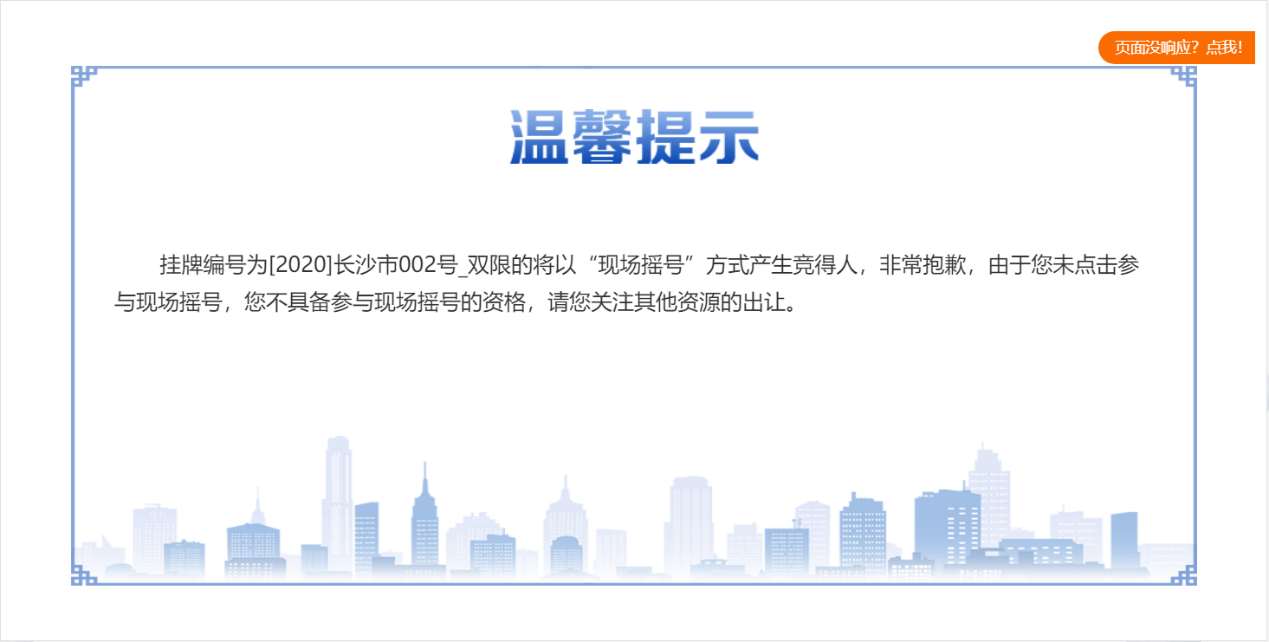 页面没响应？点我！
温馨提示
挂牌编号为[2020]长沙市002号_双限的将以“现场摇号”方式产生竞得人，非常抱歉，由于您未点击参
与现场摇号，您不具备参与现场摇号的资格，请您关注其他资源的出让。